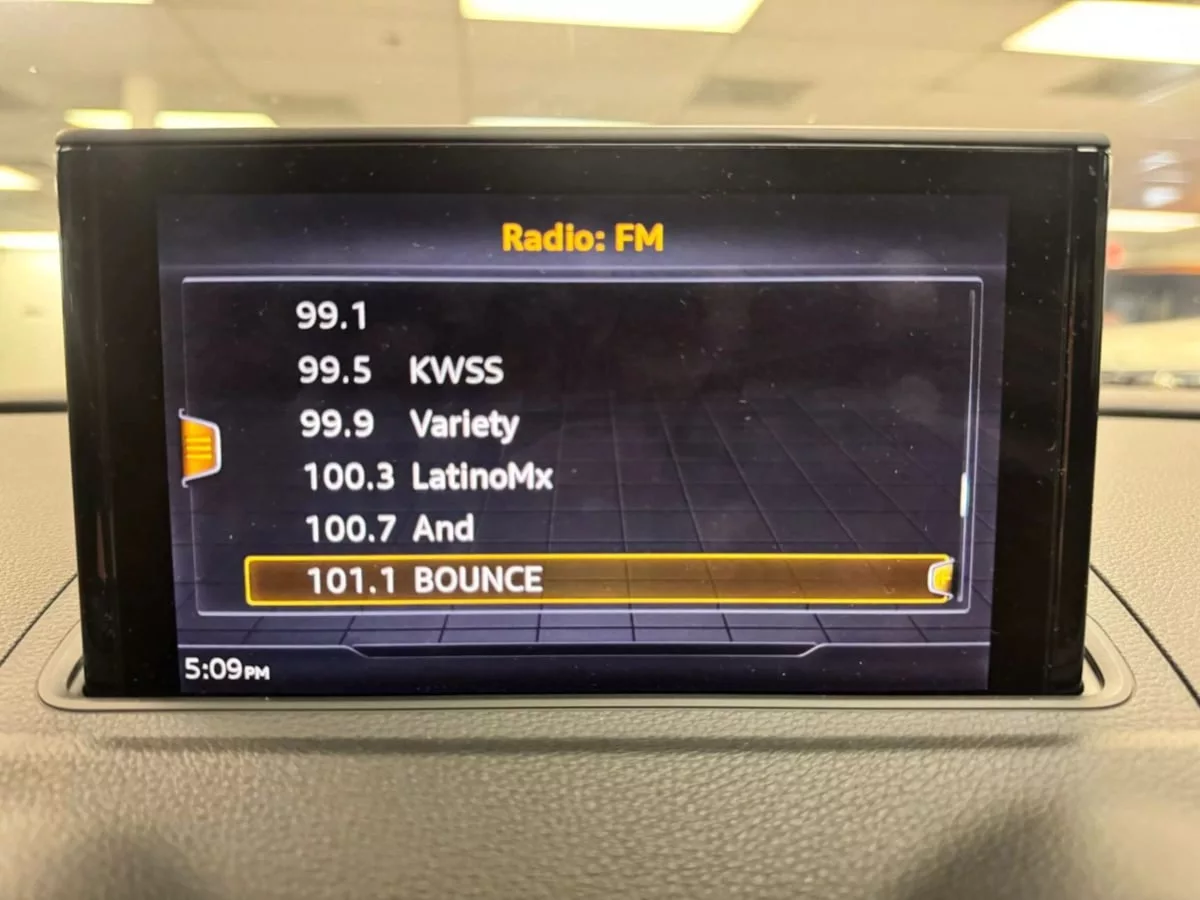 Radio: FM
99.1
99.5 KWSS
99.9 Variety
100.3 LatinoMx
100.7 And
101.1 BOUNCE
5:09PM